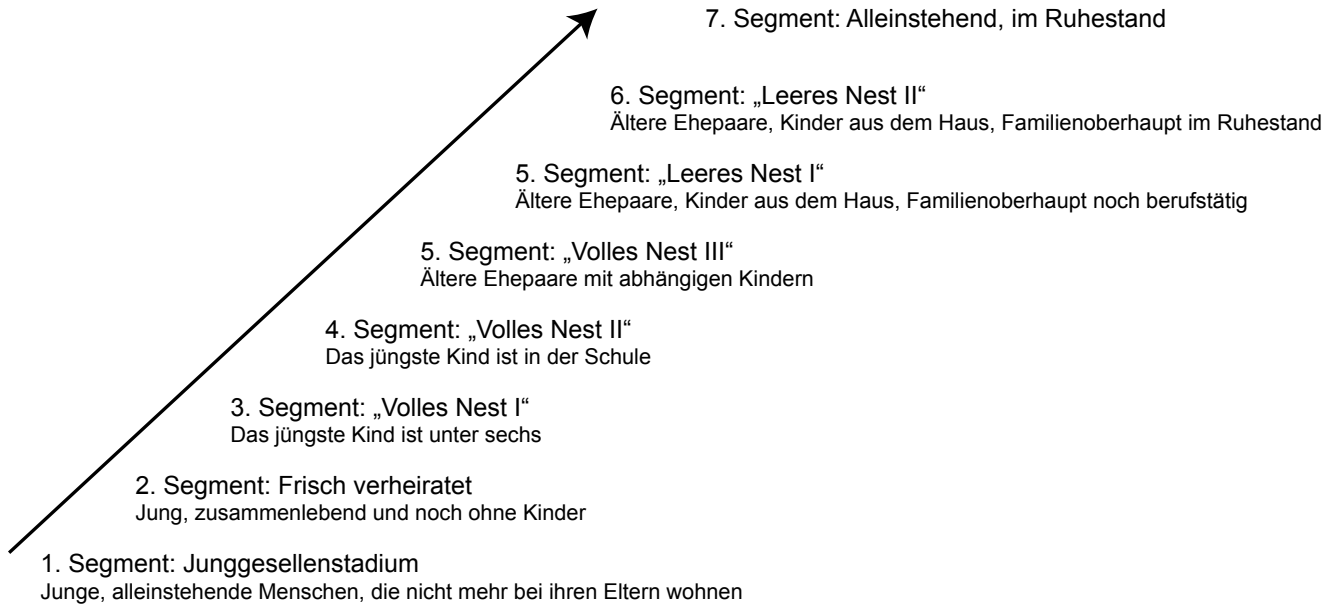 7. Segment: Alleinstehend, im Ruhestand
6. Segment: „Leeres Nest II“
Ältere Ehepaare, Kinder aus dem Haus, Familienoberhaupt im Ruhestand
5. Segment: „Leeres Nest I“
Ältere Ehepaare, Kinder aus dem Haus, Familienoberhaupt noch berufstätig
5. Segment: „Volles Nest III“
Ältere Ehepaare mit abhängigen Kindern
4. Segment: „Volles Nest II“
Das jüngste Kind ist in der Schule
3. Segment: „Volles Nest I“
Das jüngste Kind ist unter sechs
2. Segment: Frisch verheiratet
Jung, zusammenlebend und noch ohne Kinder
1. Segment: Junggesellenstadium
Junge, alleinstehende Menschen, die nicht mehr bei ihren Eltern wohnen